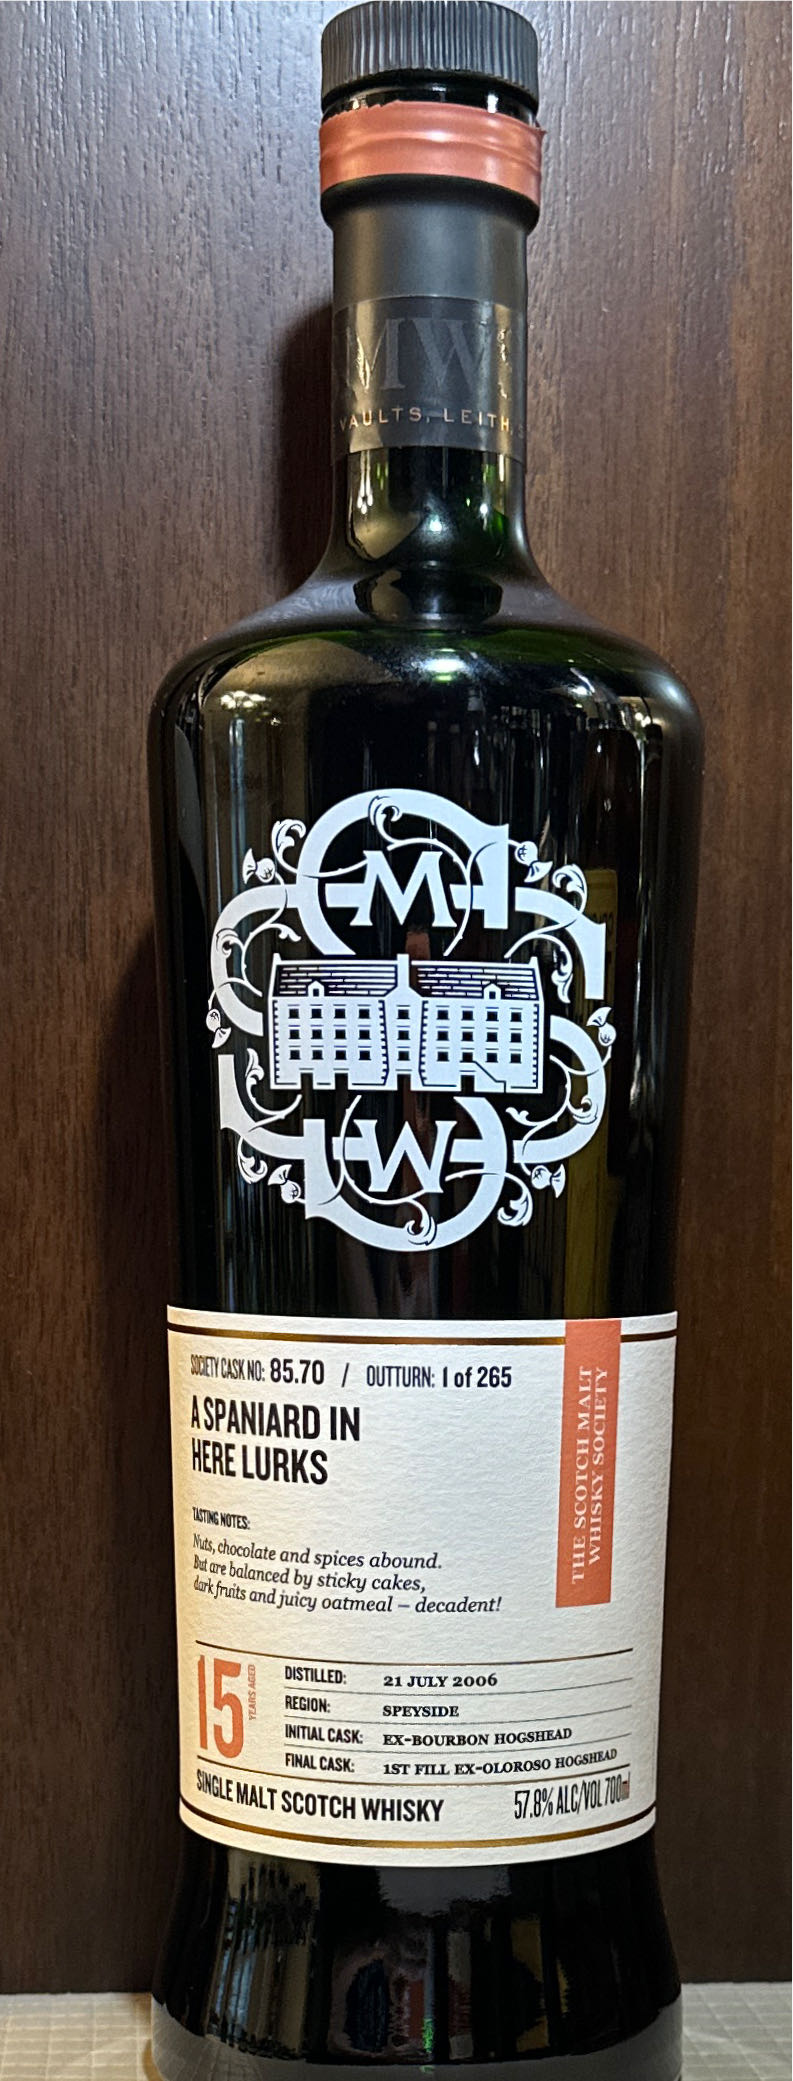 MW
VAULTS, LEITH,
M
W
SOCIETY CASK NO: 85.70 / OUTTURN: 1 of 265
A SPANIARD IN
HERE LURKS
TASTING NOTES:
Nuts, chocolate and spices abound.
But are balanced by sticky cakes,
dark fruits and juicy oatmeal – decadent!
THE SCOTCH MALT
WHISKY SOCIETY
15 YEARS AGED
DISTILLED: 21 JULY 2006
REGION: SPEYSIDE
INITIAL CASK: EX-BOURBON HOGSHEAD
FINAL CASK: 1ST FILL EX-OLOROSO HOGSHEAD
SINGLE MALT SCOTCH WHISKY 57.8% ALC/VOL 700ml